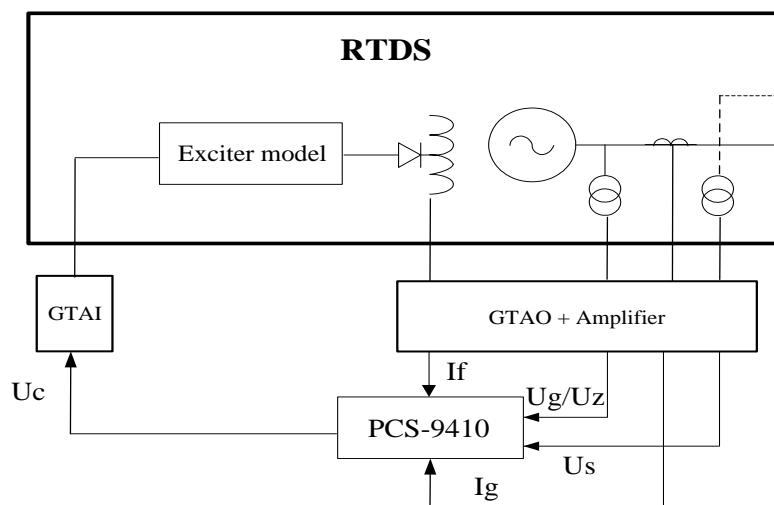 RTDS
Exciter model
GTAI
GTAO + Amplifier
If
Uc
Ug/Uz
PCS-9410
Us
Ig